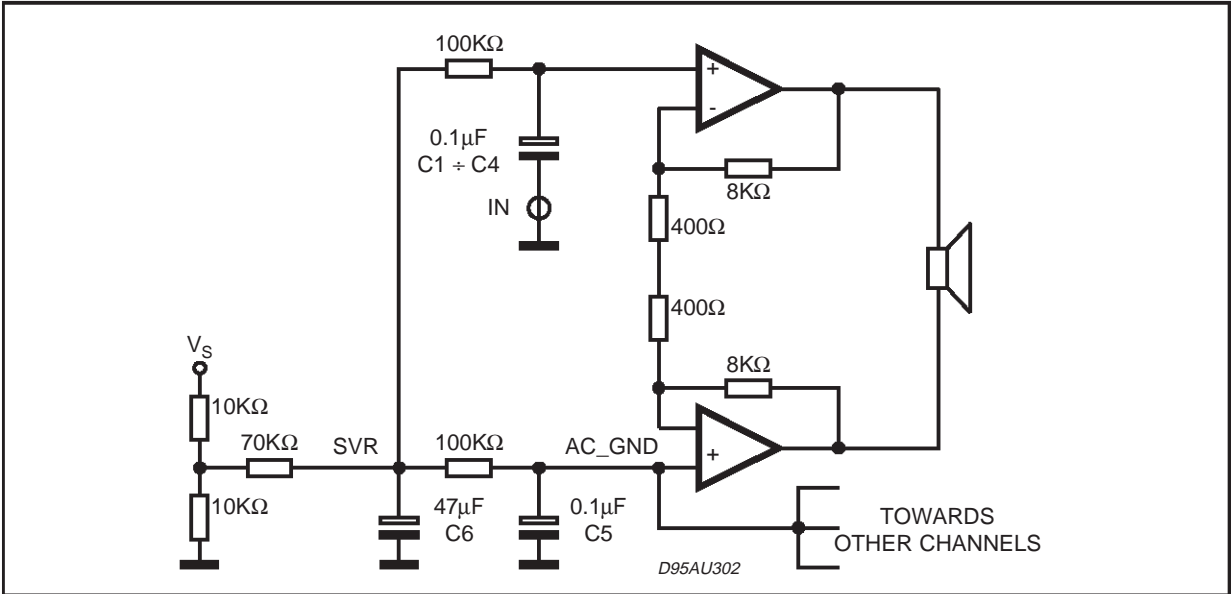 100KΩ
+
-
0.1μF
C1 ÷ C4
8KΩ
IN
400Ω
400Ω
VS
8KΩ
10KΩ
70KΩ
SVR
100KΩ
AC_GND
+
10KΩ
47μF
C6
0.1μF
C5
TOWARDS
OTHER CHANNELS
D95AU302